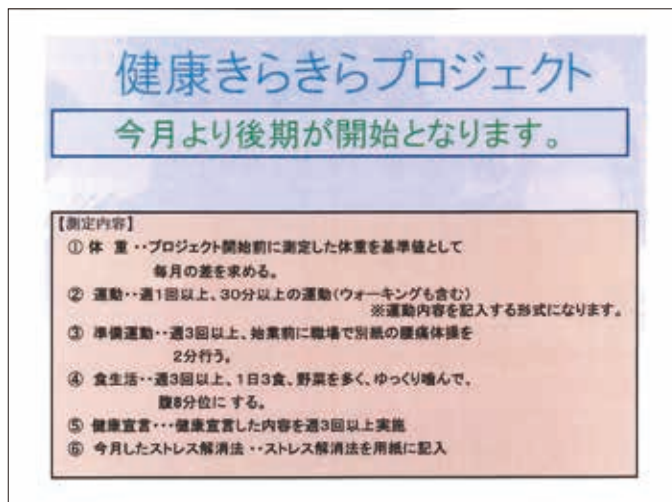 健康きらきらプロジェクト
今月より後期が開始となります。
【測定内容】
① 体 重 ‥プロジェクト開始前に測定した体重を基準値として
毎月の差を求める。
② 運動‥週1回以上、30分以上の運動(ウォーキングも含む)
※運動内容を記入する形式になります。
③ 準備運動‥週3回以上、始業前に職場で別紙の腰痛体操を
2分行う。
④ 食生活‥週3回以上、1日3食、野菜を多く、ゆっくり噛んで、
腹8分位に する。
⑤ 健康宣言‥・健康宣言した内容を週3回以上実施
⑥ 今月したストレス解消法 ‥ストレス解消法を用紙に記入